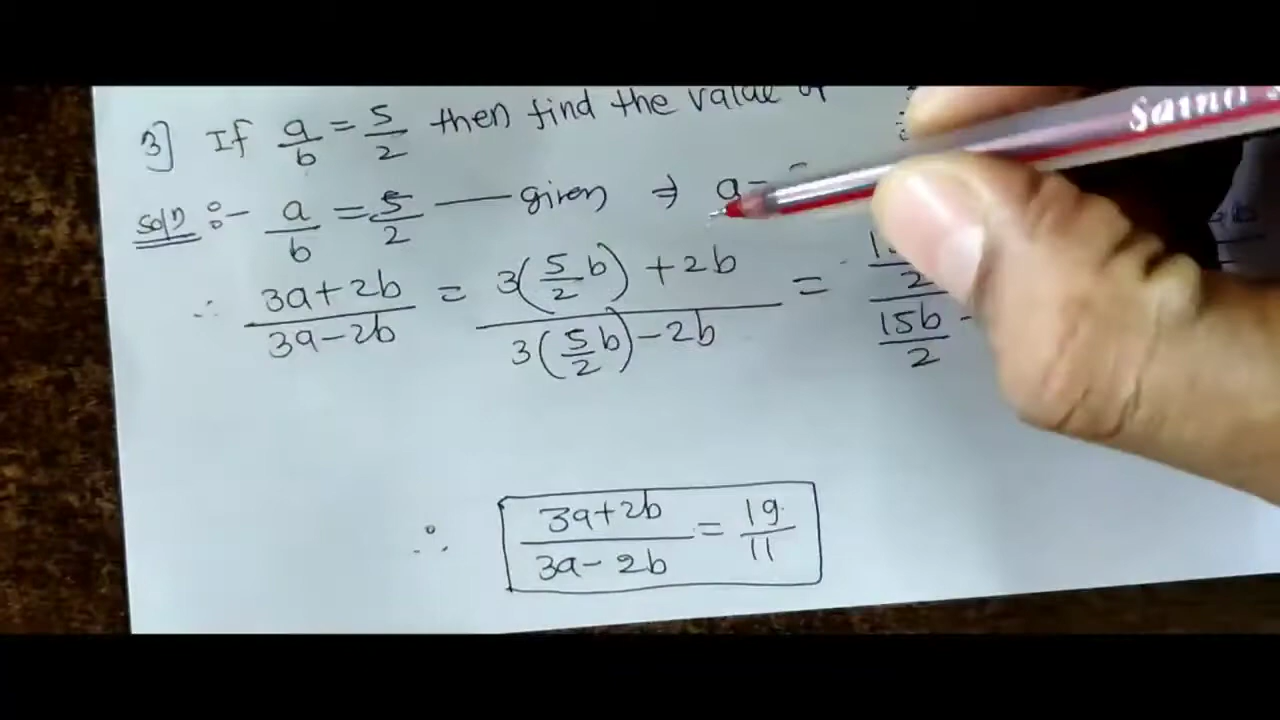 3] If a/b = 5/2 then find the value of
Soln :- a/b = 5/2 — given ⇒ a =
∴ (3a+2b)/(3a-2b) = (3(5/2 b) + 2b)/(3(5/2 b) - 2b) = /(15b/2 -
∴ (3a+2b)/(3a-2b) = 19/11